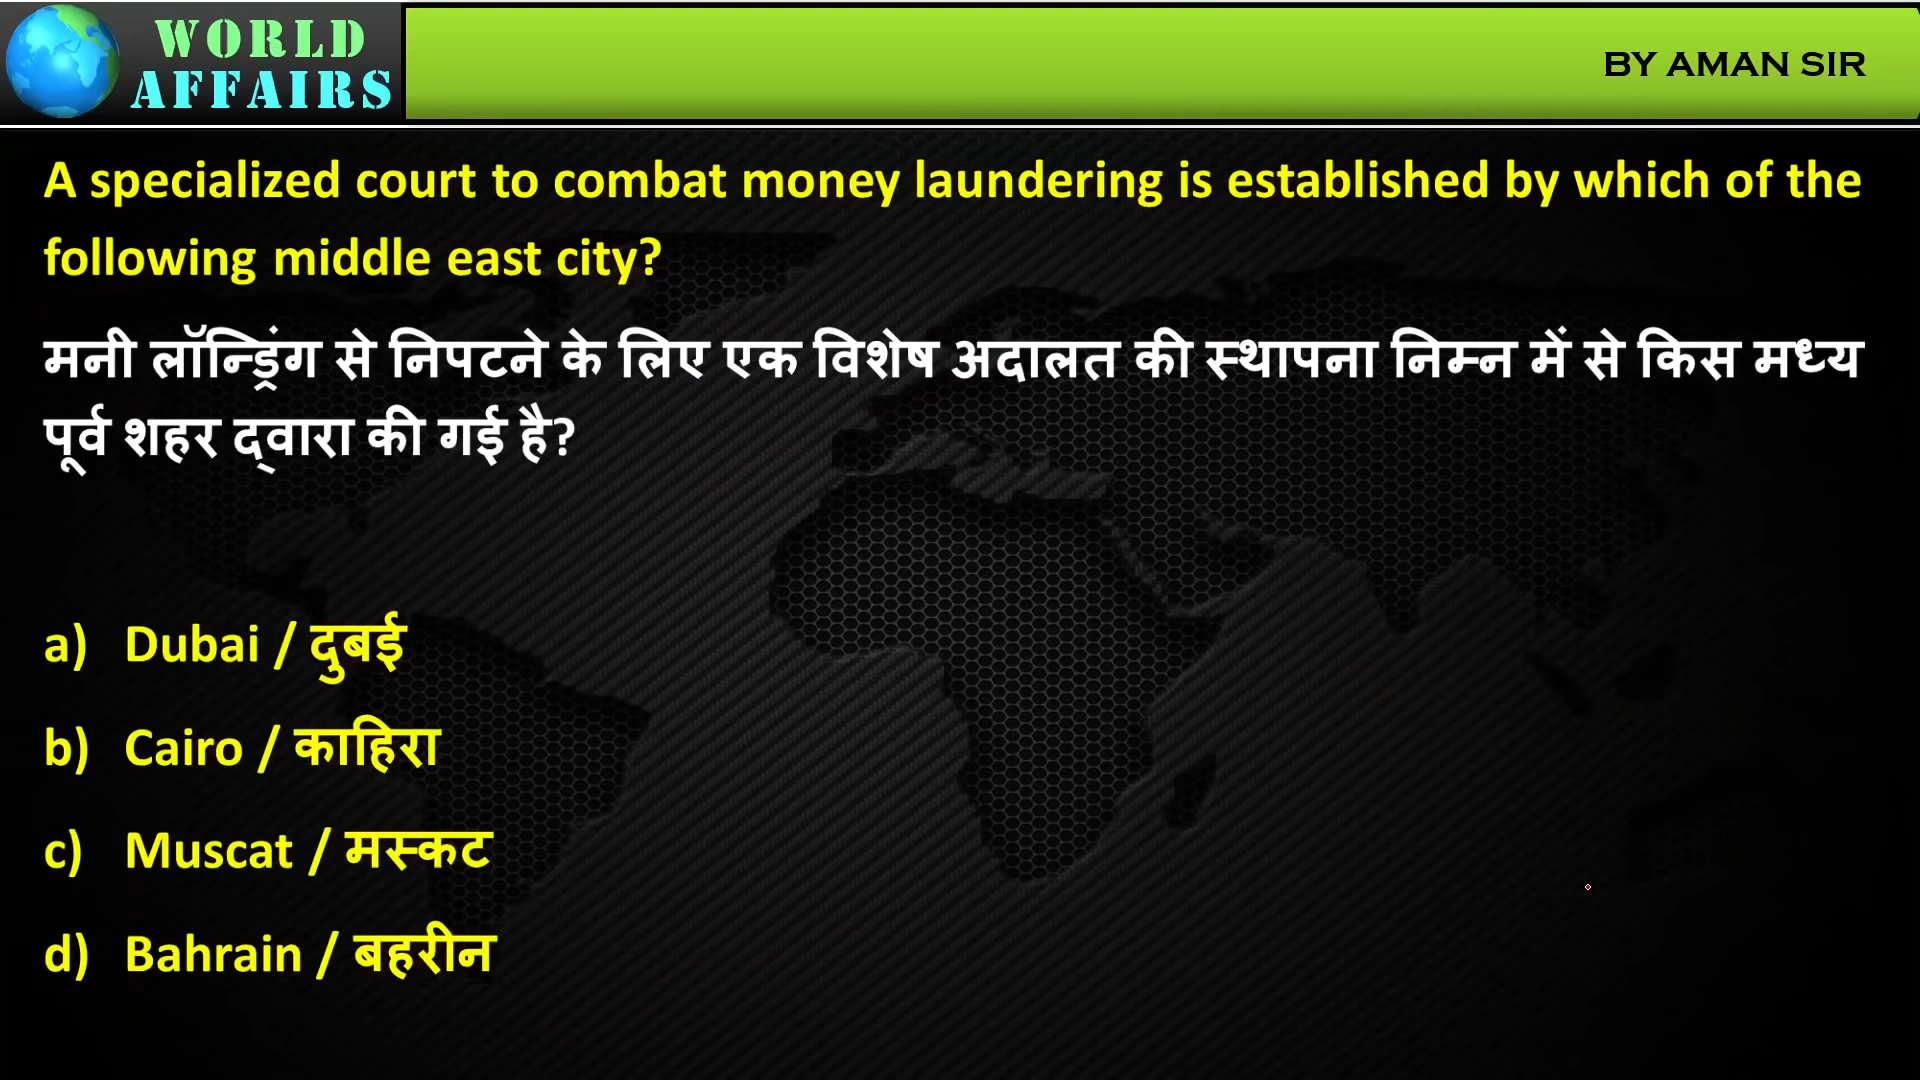 WORLD
AFFAIRS
BY AMAN SIR
A specialized court to combat money laundering is established by which of the
following middle east city?
मनी लॉन्ड्रिंग से निपटने के लिए एक विशेष अदालत की स्थापना निम्न में से किस मध्य
पूर्व शहर द्वारा की गई है?
a) Dubai / दुबई
b) Cairo / काहिरा
c) Muscat / मस्कट
d) Bahrain / बहरीन